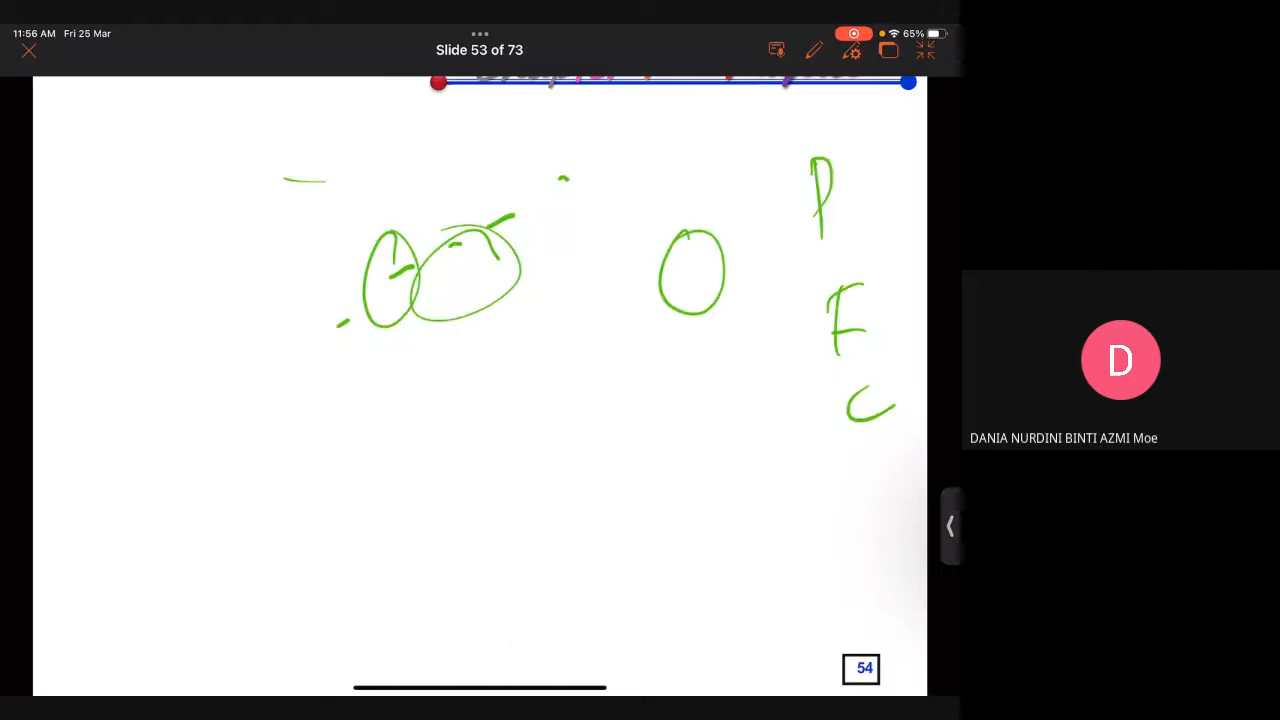 11:56 AM Fri 25 Mar
65%
Slide 53 of 73
P
F
C
D
DANIA NURDINI BINTI AZMI Moe
54